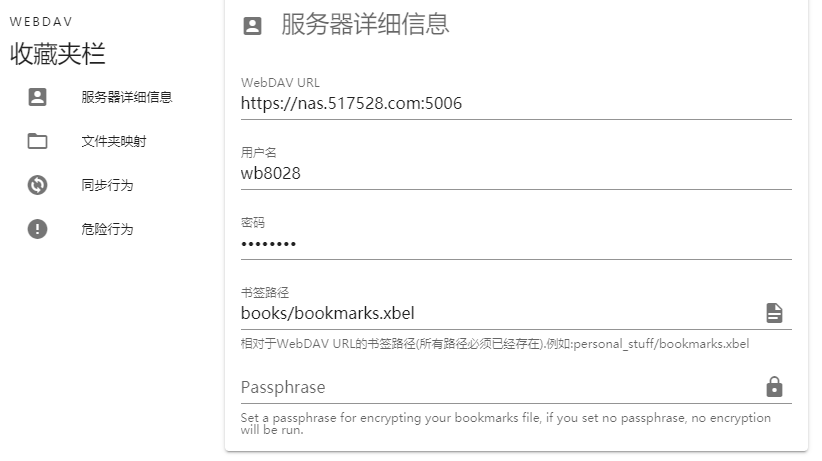 WEBDAV
收藏夹栏
服务器详细信息
文件夹映射
同步行为
危险行为
服务器详细信息
WebDAV URL
https://nas.517528.com:5006
用户名
wb8028
密码
••••••••
书签路径
books/bookmarks.xbel
相对于WebDAV URL的书签路径(所有路径必须已经存在).例如:personal_stuff/bookmarks.xbel
Passphrase
Set a passphrase for encrypting your bookmarks file, if you set no passphrase, no encryption
will be run.